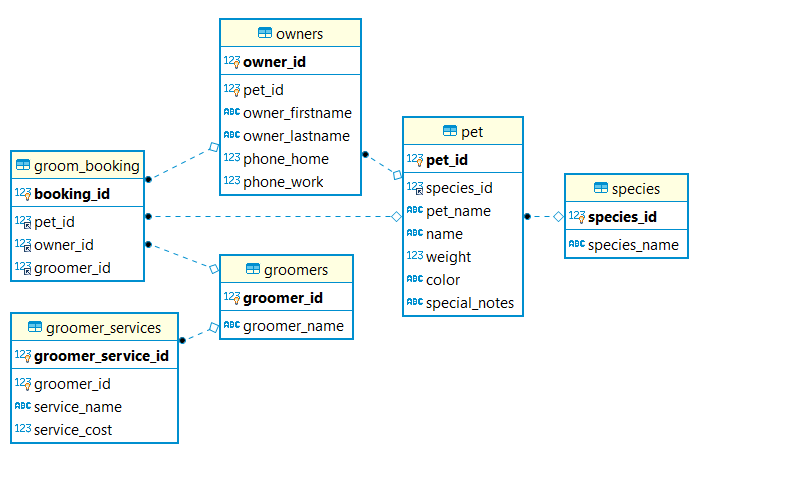 owners
123 owner_id
123 pet_id
ABC owner_firstname
ABC owner_lastname
123 phone_home
123 phone_work
groom_booking
123 booking_id
123 pet_id
123 owner_id
123 groomer_id
pet
123 pet_id
123 species_id
ABC pet_name
ABC name
123 weight
ABC color
ABC special_notes
species
123 species_id
ABC species_name
groomers
123 groomer_id
ABC groomer_name
groomer_services
123 groomer_service_id
123 groomer_id
ABC service_name
123 service_cost